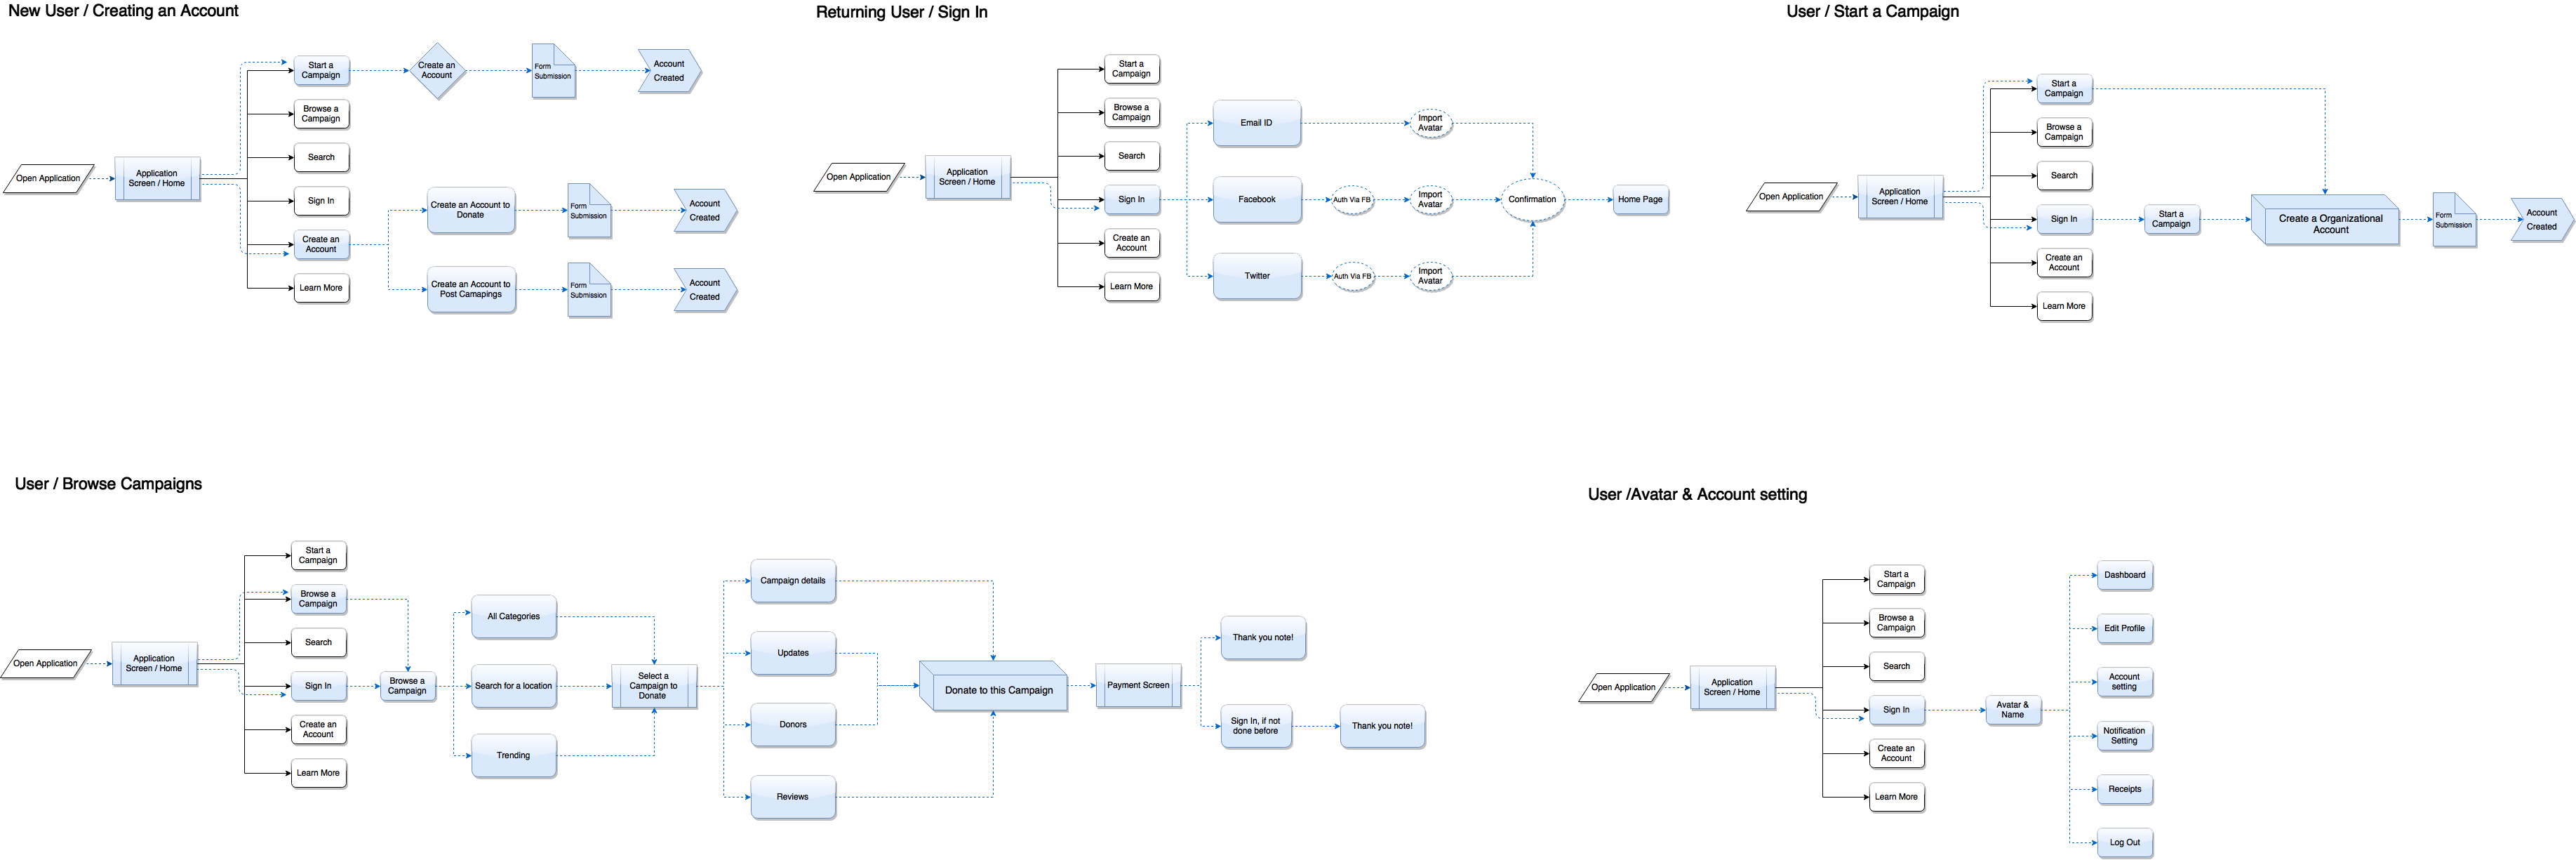 New User / Creating an Account
Start a
Campaign
Create an
Account
Form
Submission
Account
Created
Browse a
Campaign
Search
Open Application
Application
Screen / Home
Sign In
Create an Account to
Donate
Form
Submission
Account
Created
Create an
Account
Learn More
Create an Account to
Post Camapings
Form
Submission
Account
Created
Returning User / Sign In
Start a
Campaign
Browse a
Campaign
Search
Open Application
Application
Screen / Home
Sign In
Create an
Account
Learn More
Email ID
Import
Avatar
Facebook
Auth Via FB
Import
Avatar
Confirmation
Home Page
Twitter
Auth Via FB
Import
Avatar
User / Start a Campaign
Start a
Campaign
Browse a
Campaign
Search
Open Application
Application
Screen / Home
Sign In
Start a
Campaign
Create a Organizational
Account
Form
Submission
Account
Created
Create an
Account
Learn More
User / Browse Campaigns
Start a
Campaign
Browse a
Campaign
Search
Open Application
Application
Screen / Home
Sign In
Browse a
Campaign
Create an
Account
Learn More
All Categories
Search for a location
Trending
Select a
Campaign to
Donate
Campaign details
Updates
Donors
Reviews
Donate to this Campaign
Payment Screen
Thank you note!
Sign In, if not
done before
Thank you note!
User /Avatar & Account setting
Start a
Campaign
Browse a
Campaign
Search
Open Application
Application
Screen / Home
Sign In
Avatar &
Name
Create an
Account
Learn More
Dashboard
Edit Profile
Account
setting
Notification
Setting
Receipts
Log Out